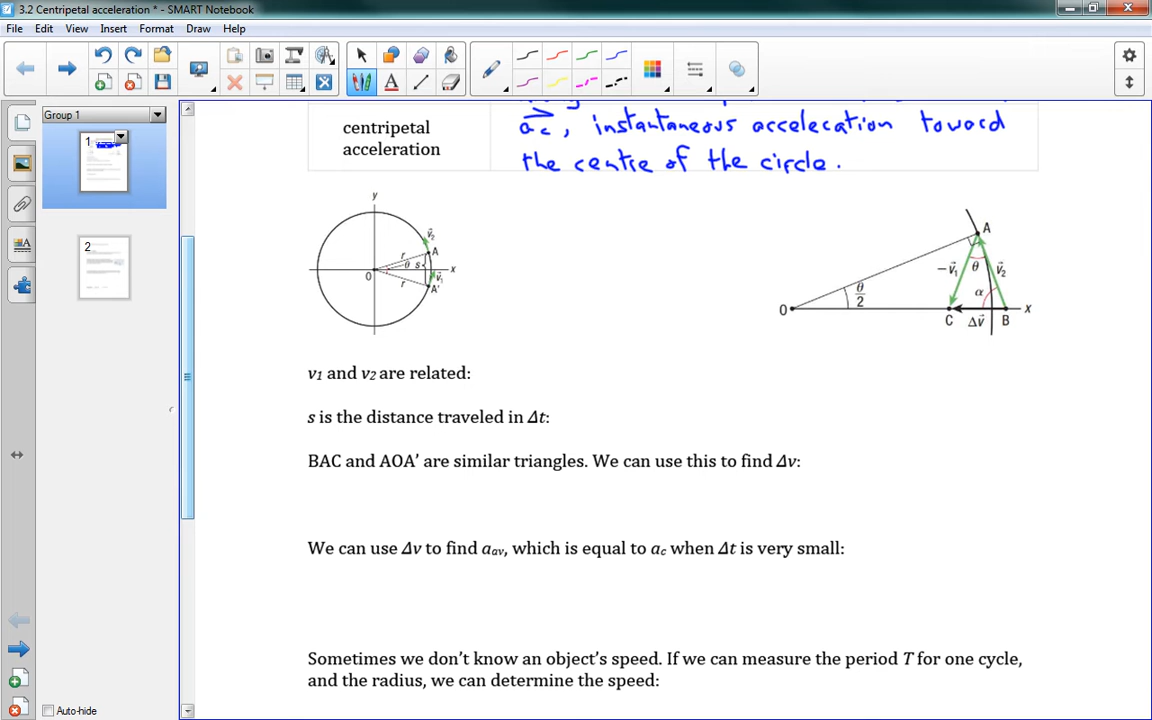 3.2 Centripetal acceleration * - SMART Notebook
File Edit View Insert Format Draw Help
Group 1
1
2
Auto-hide
centripetal
acceleration
a⃗c, instantaneous acceleration toward
the centre of the circle.
y
v⃗2
A
r
θ
s
x
0
v⃗1
r
A'
A
−v⃗1
θ
v⃗2
α
θ/2
0
C
Δv⃗
B
x
v1 and v2 are related:
s is the distance traveled in Δt:
BAC and AOA’ are similar triangles. We can use this to find Δv:
We can use Δv to find aav, which is equal to ac when Δt is very small:
Sometimes we don’t know an object’s speed. If we can measure the period T for one cycle,
and the radius, we can determine the speed: